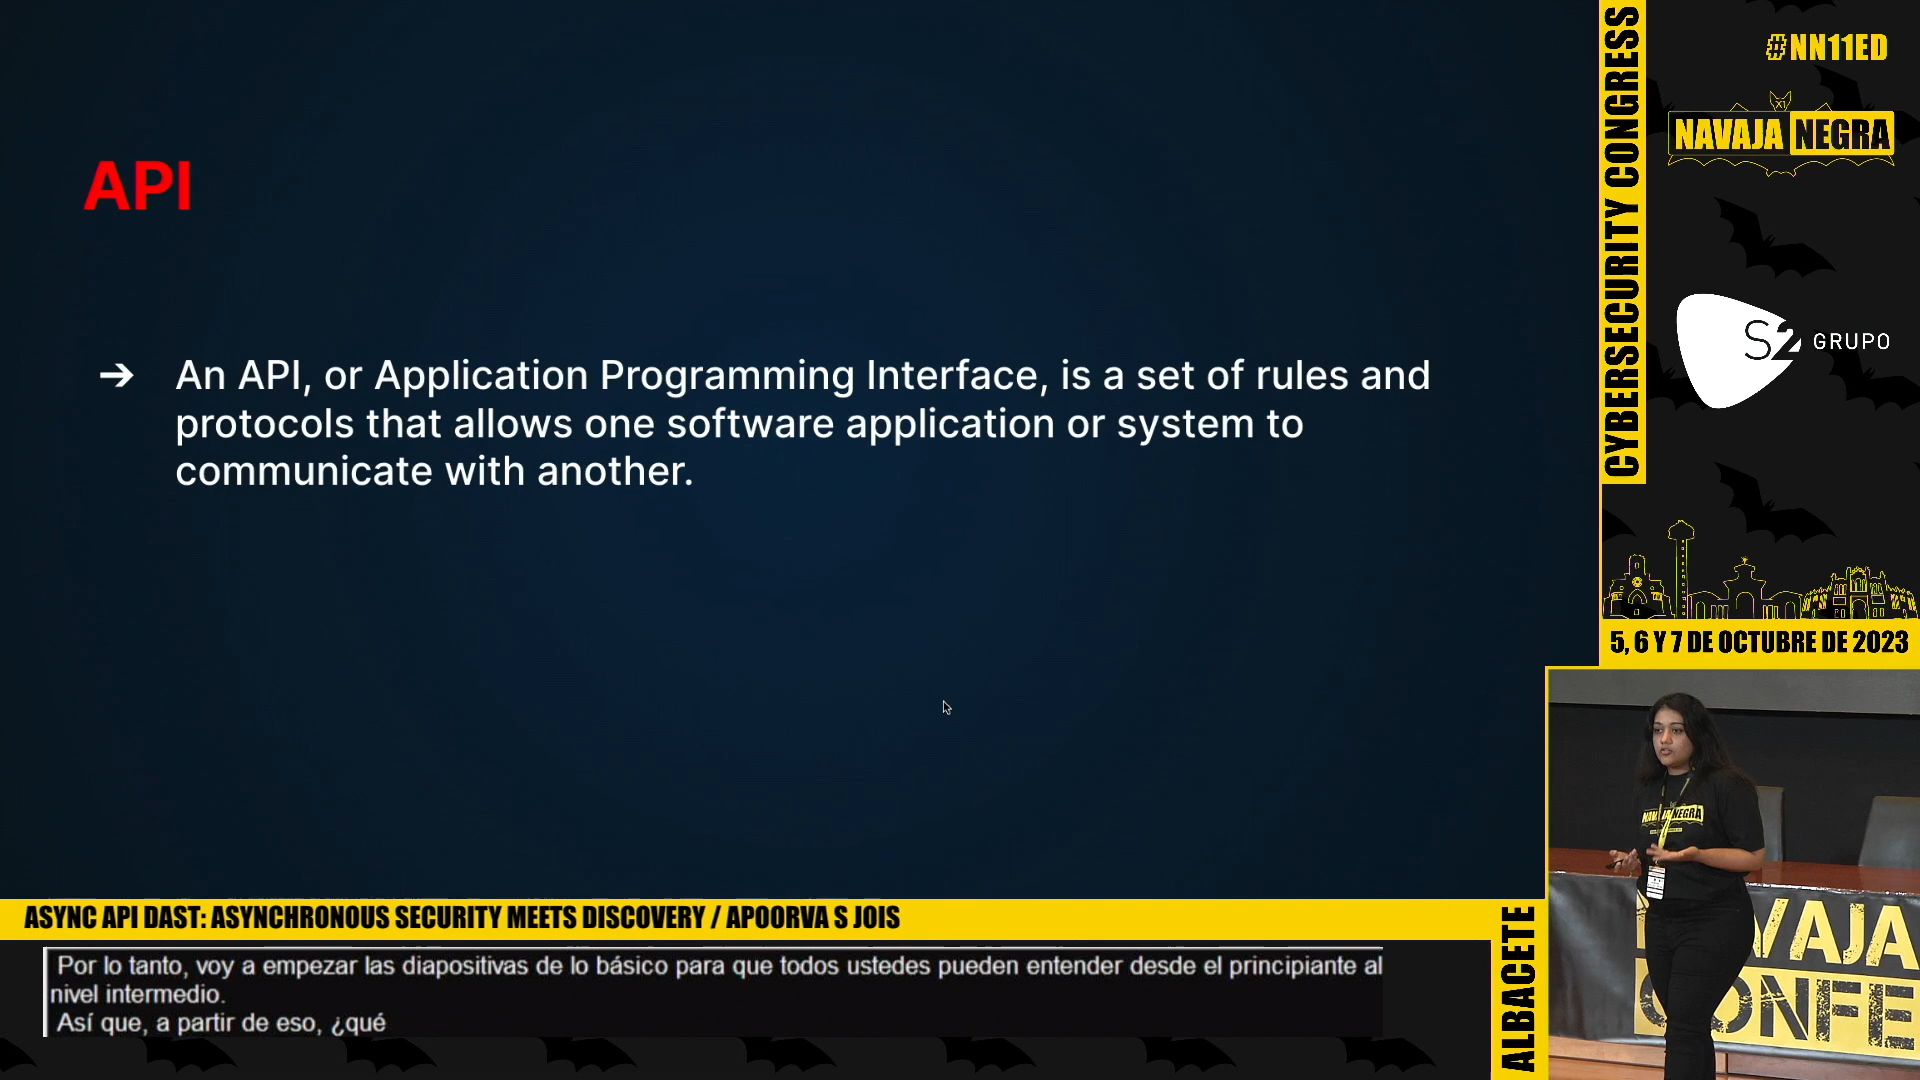 API
➔ An API, or Application Programming Interface, is a set of rules and
protocols that allows one software application or system to
communicate with another.
CYBERSECURITY CONGRESS
#NN11ED
NAVAJA NEGRA
S2 GRUPO
5, 6 Y 7 DE OCTUBRE DE 2023
NAVAJA NEGRA
ASYNC API DAST: ASYNCHRONOUS SECURITY MEETS DISCOVERY / APOORVA S JOIS
Por lo tanto, voy a empezar las diapositivas de lo básico para que todos ustedes pueden entender desde el principiante al
nivel intermedio.
Así que, a partir de eso, ¿qué
ALBACETE
VAJA
CONFE